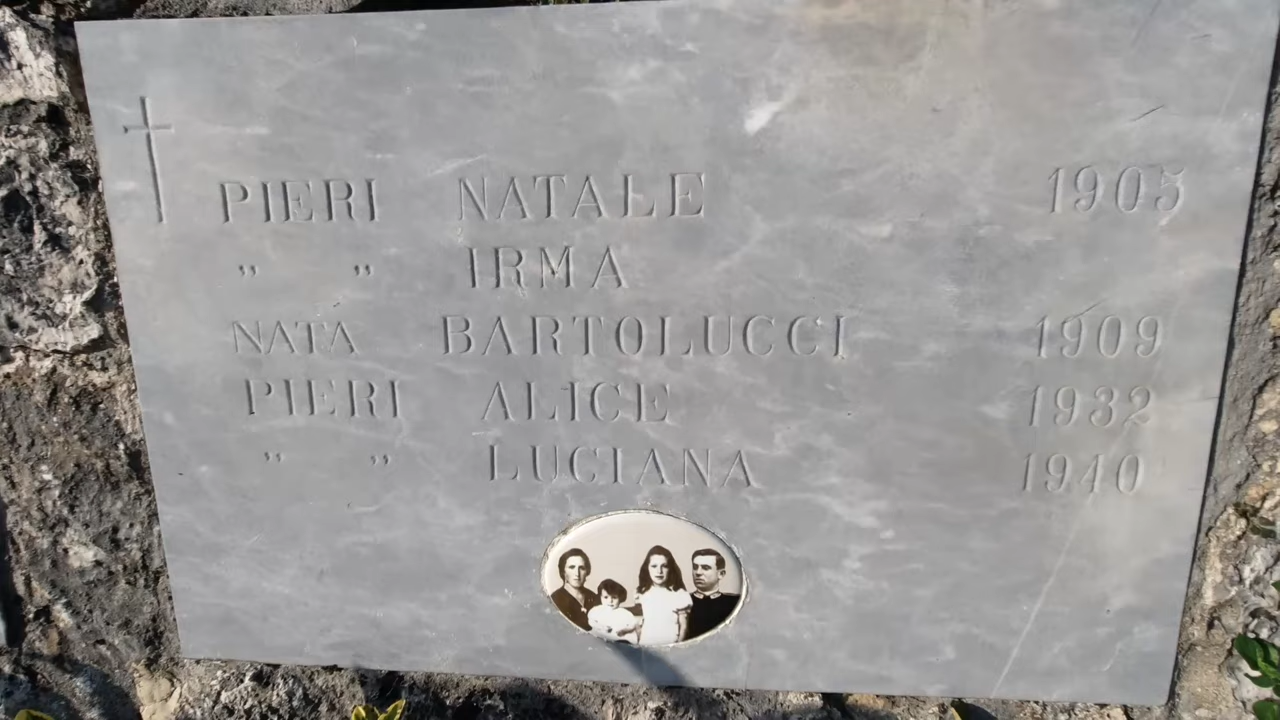 PIERI NATALE 1905
" " IRMA
NATA BARTOLUCCI 1909
PIERI ALICE 1932
" " LUCIANA 1940